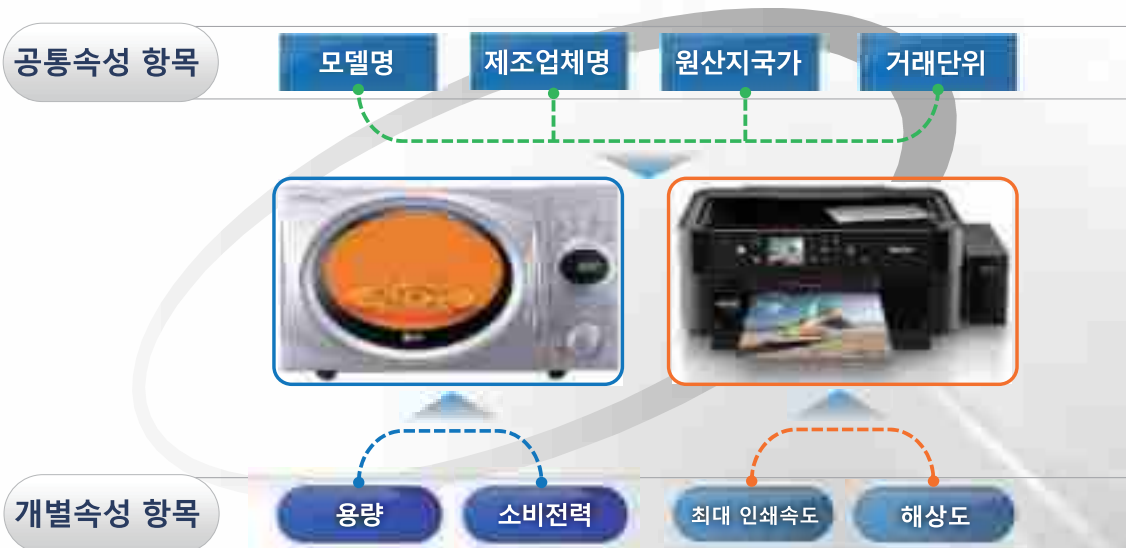 공통속성 항목
모델명
제조업체명
원산지국가
거래단위
개별속성 항목
용량
소비전력
최대 인쇄속도
해상도